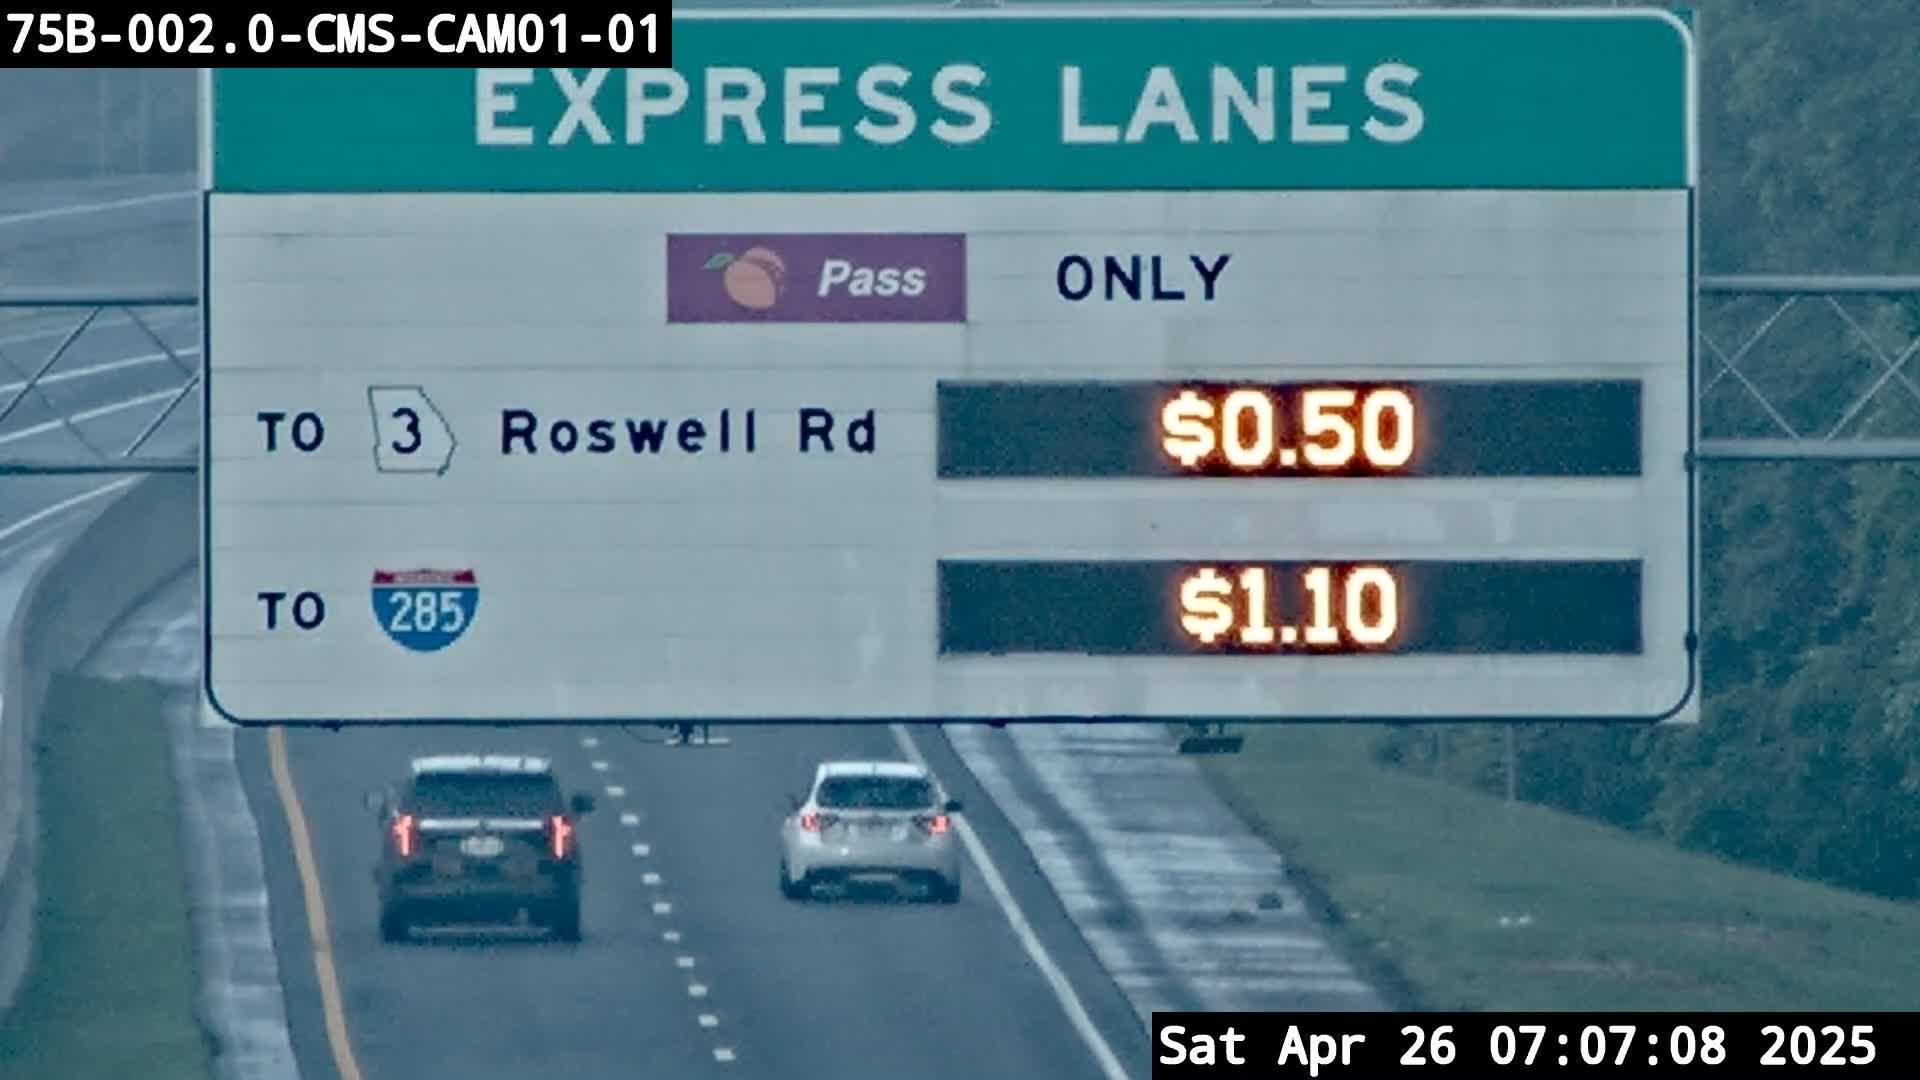 75B-002.0-CMS-CAM01-01
EXPRESS LANES
Pass ONLY
TO 3 Roswell Rd $0.50
TO 285 $1.10
Sat Apr 26 07:07:08 2025